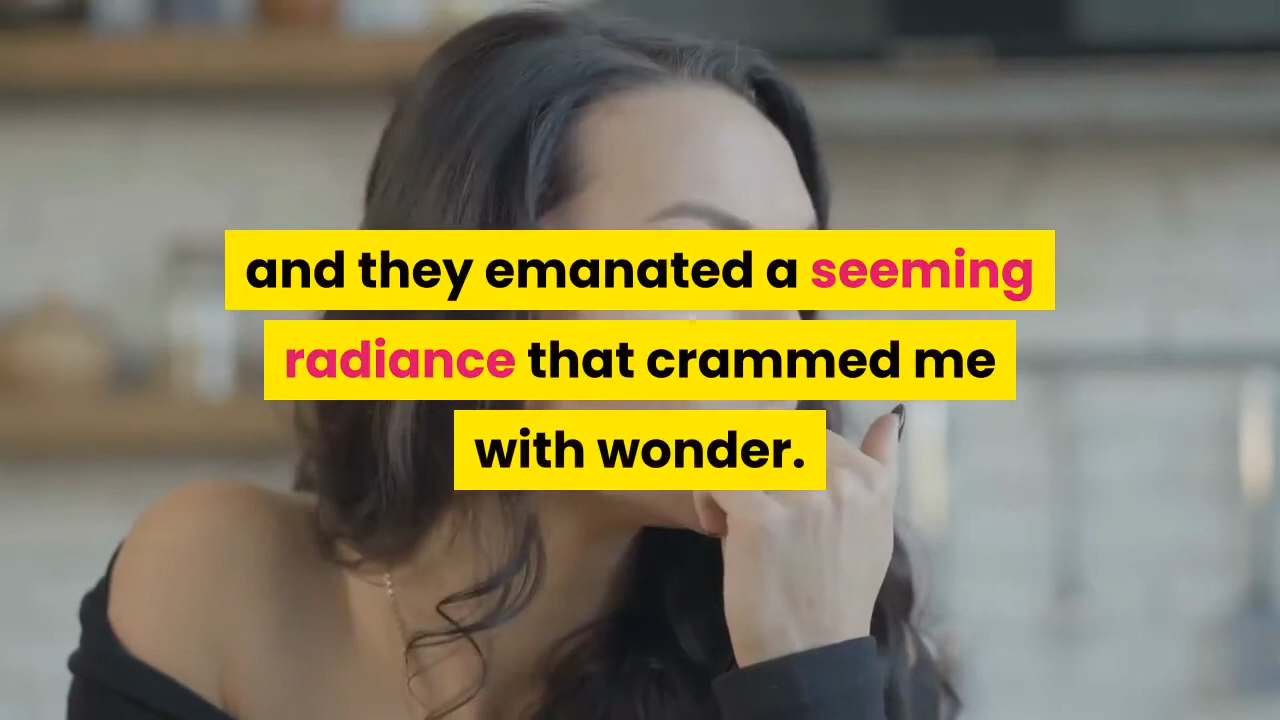 and they emanated a seeming
radiance that crammed me
with wonder.